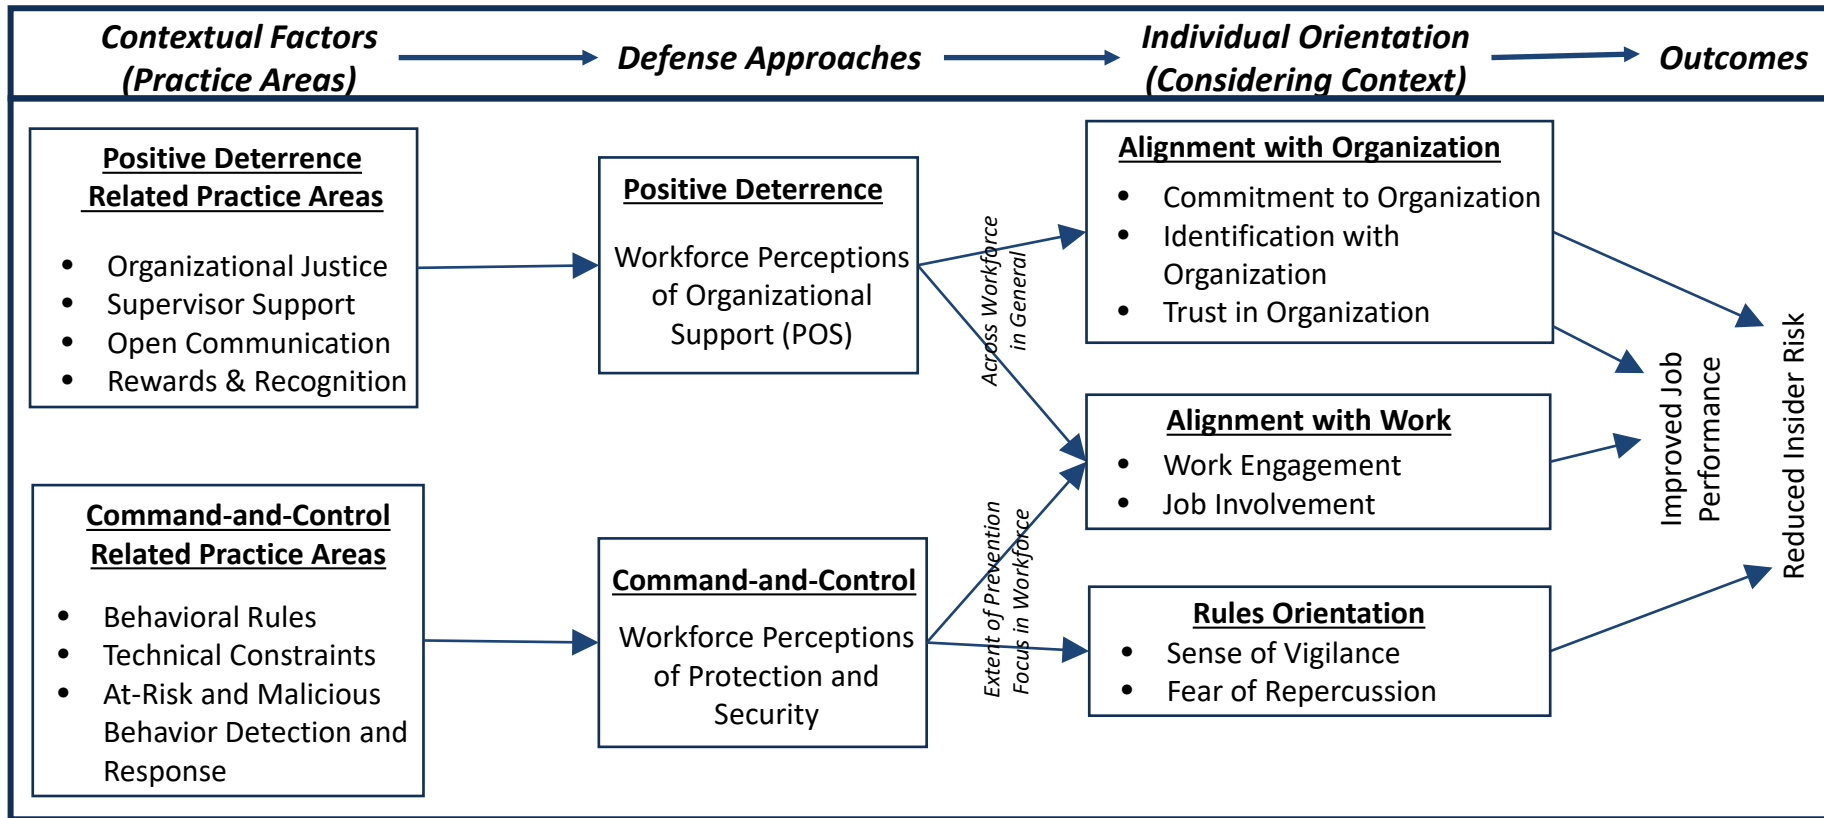 Contextual Factors
(Practice Areas)
Defense Approaches
Individual Orientation
(Considering Context)
Outcomes
Positive Deterrence
Related Practice Areas
• Organizational Justice
• Supervisor Support
• Open Communication
• Rewards & Recognition
Command-and-Control
Related Practice Areas
• Behavioral Rules
• Technical Constraints
• At-Risk and Malicious
Behavior Detection and
Response
Positive Deterrence
Workforce Perceptions
of Organizational
Support (POS)
Command-and-Control
Workforce Perceptions
of Protection and
Security
Across Workforce
in General
Extent of Prevention
Focus in Workforce
Alignment with Organization
• Commitment to Organization
• Identification with
Organization
• Trust in Organization
Alignment with Work
• Work Engagement
• Job Involvement
Rules Orientation
• Sense of Vigilance
• Fear of Repercussion
Improved Job
Performance
Reduced Insider Risk